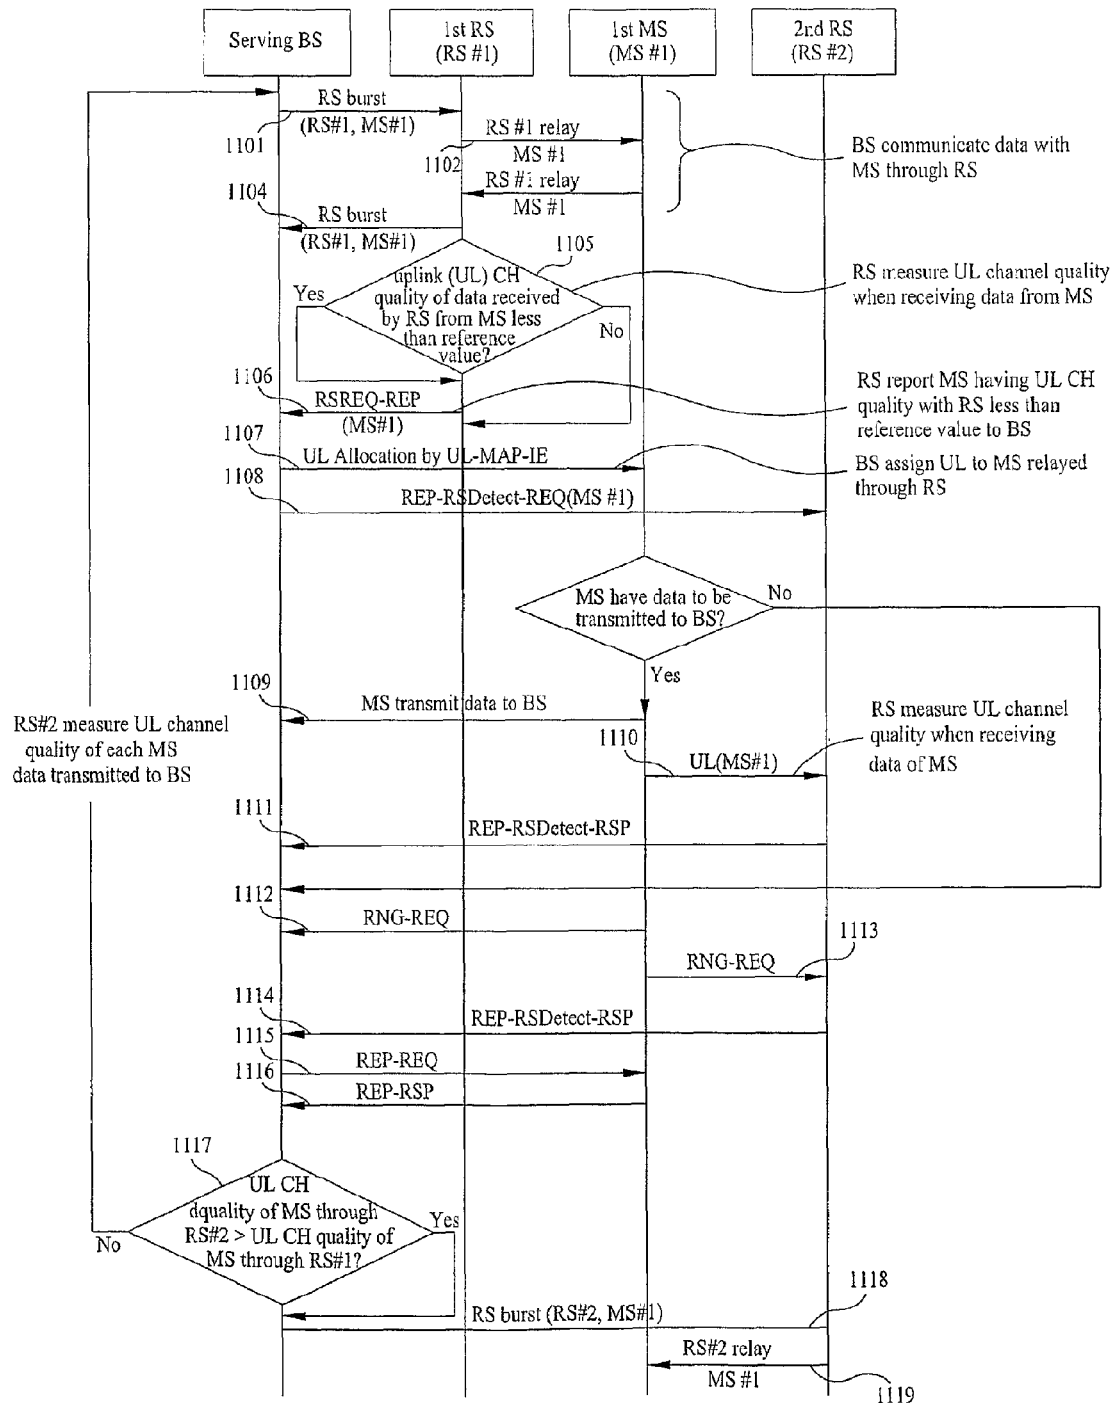 Serving BS
1st RS
(RS #1)
1st MS
(MS #1)
2nd RS
(RS #2)
RS burst
(RS#1, MS#1)
1101
RS #1 relay
MS #1
1102
BS communicate data with
MS through RS
RS #1 relay
MS #1
1104
RS burst
(RS#1, MS#1)
1105
uplink (UL) CH
quality of data received
by RS from MS less
than reference
value?
Yes
No
RS measure UL channel quality
when receiving data from MS
1106
RSREQ-REP
(MS#1)
RS report MS having UL CH
quality with RS less than
reference value to BS
1107
UL Allocation by UL-MAP-IE
BS assign UL to MS relayed
through RS
1108
REP-RSDetect-REQ(MS #1)
MS have data to be
transmitted to BS?
No
Yes
1109
MS transmit data to BS
RS#2 measure UL channel
quality of each MS
data transmitted to BS
1110
UL(MS#1)
RS measure UL channel
quality when receiving
data of MS
1111
REP-RSDetect-RSP
1112
RNG-REQ
1113
RNG-REQ
1114
REP-RSDetect-RSP
1115
REP-REQ
1116
REP-RSP
1117
UL CH
dquality of MS through
RS#2 > UL CH quality of
MS through RS#1?
Yes
No
1118
RS burst (RS#2, MS#1)
RS#2 relay
MS #1
1119